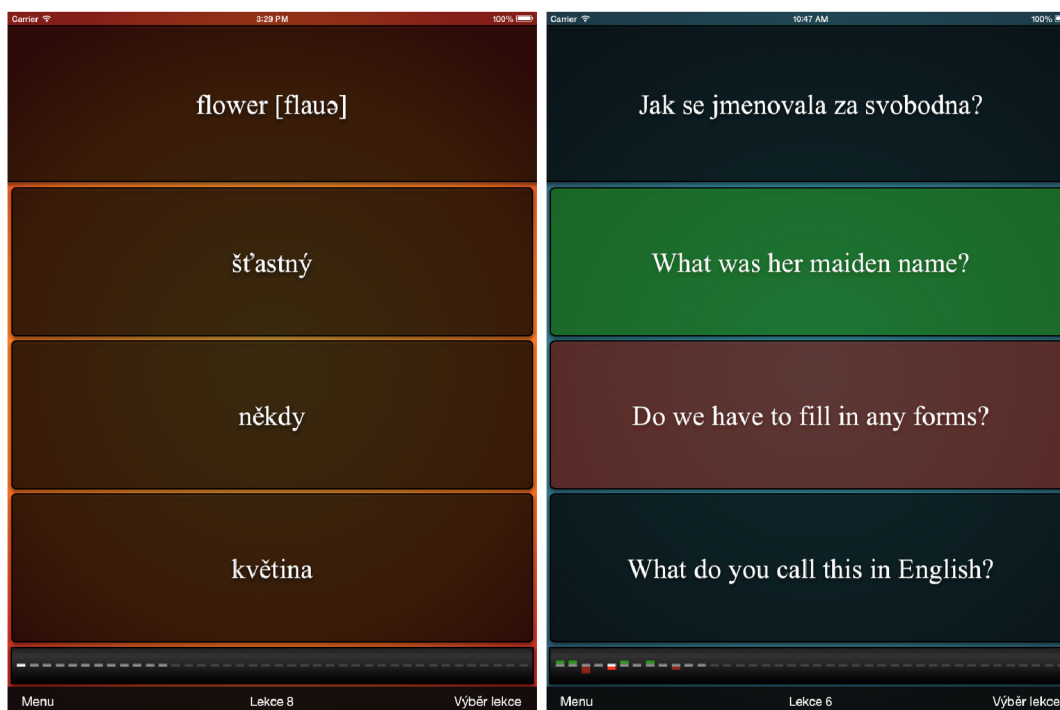 Carrier 3:29 PM 100%
flower [flauə]
šťastný
někdy
květina
Menu Lekce 8 Výběr lekce
Carrier 10:47 AM 100%
Jak se jmenovala za svobodna?
What was her maiden name?
Do we have to fill in any forms?
What do you call this in English?
Menu Lekce 6 Výběr lekce